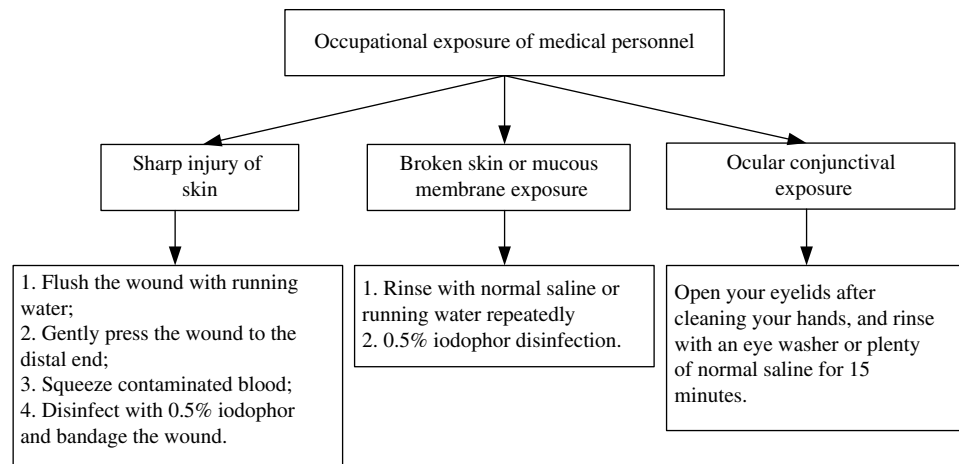 Occupational exposure of medical personnel
Sharp injury of
skin
Broken skin or mucous
membrane exposure
Ocular conjunctival
exposure
1. Flush the wound with running
water;
2. Gently press the wound to the
distal end;
3. Squeeze contaminated blood;
4. Disinfect with 0.5% iodophor
and bandage the wound.
1. Rinse with normal saline or
running water repeatedly
2. 0.5% iodophor disinfection.
Open your eyelids after
cleaning your hands, and rinse
with an eye washer or plenty
of normal saline for 15
minutes.